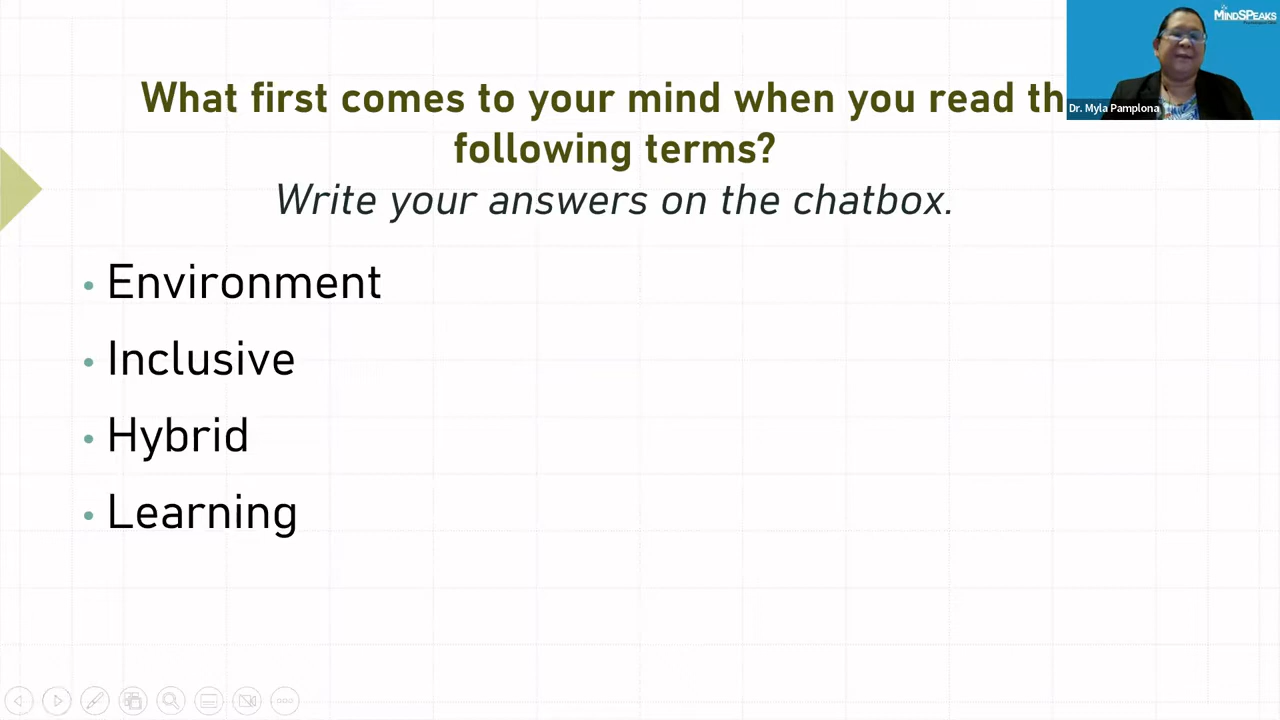 MINDSPEAKS
Dr. Myla Pamplona
What first comes to your mind when you read th
following terms?
Write your answers on the chatbox.
• Environment
• Inclusive
• Hybrid
• Learning